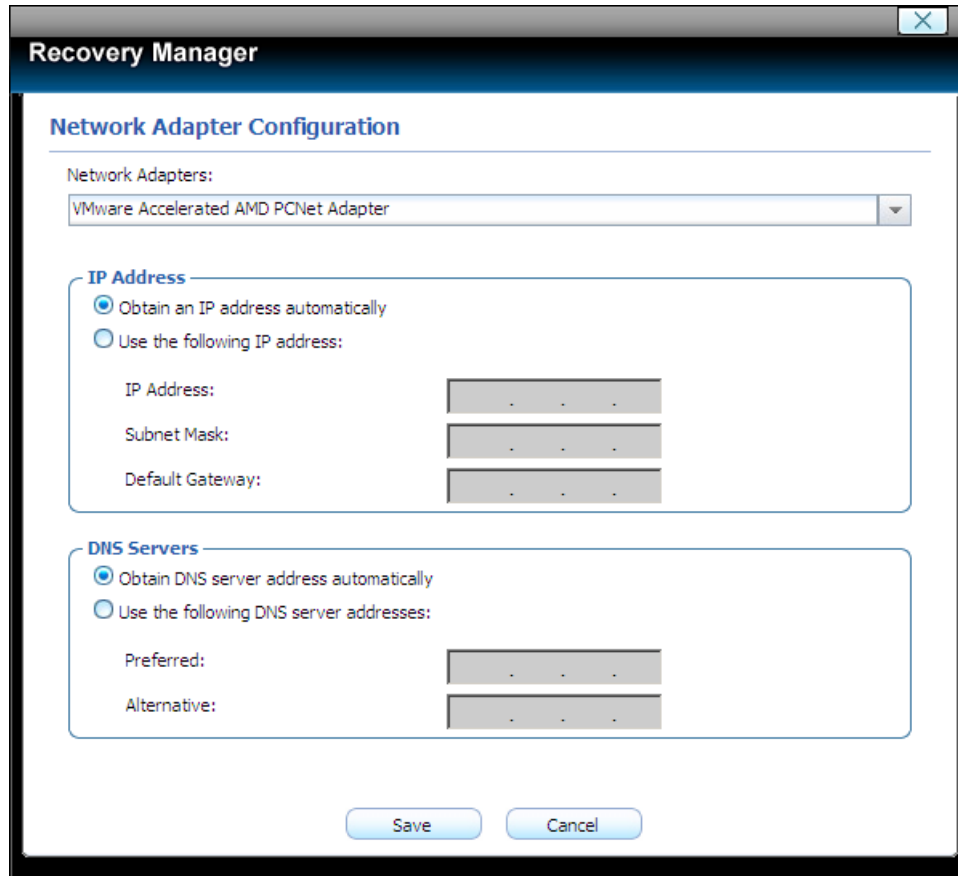 Recovery Manager
Network Adapter Configuration
Network Adapters:
VMware Accelerated AMD PCNet Adapter
IP Address
Obtain an IP address automatically
Use the following IP address:
IP Address:
. . .
Subnet Mask:
. . .
Default Gateway:
. . .
DNS Servers
Obtain DNS server address automatically
Use the following DNS server addresses:
Preferred:
. . .
Alternative:
. . .
Save Cancel